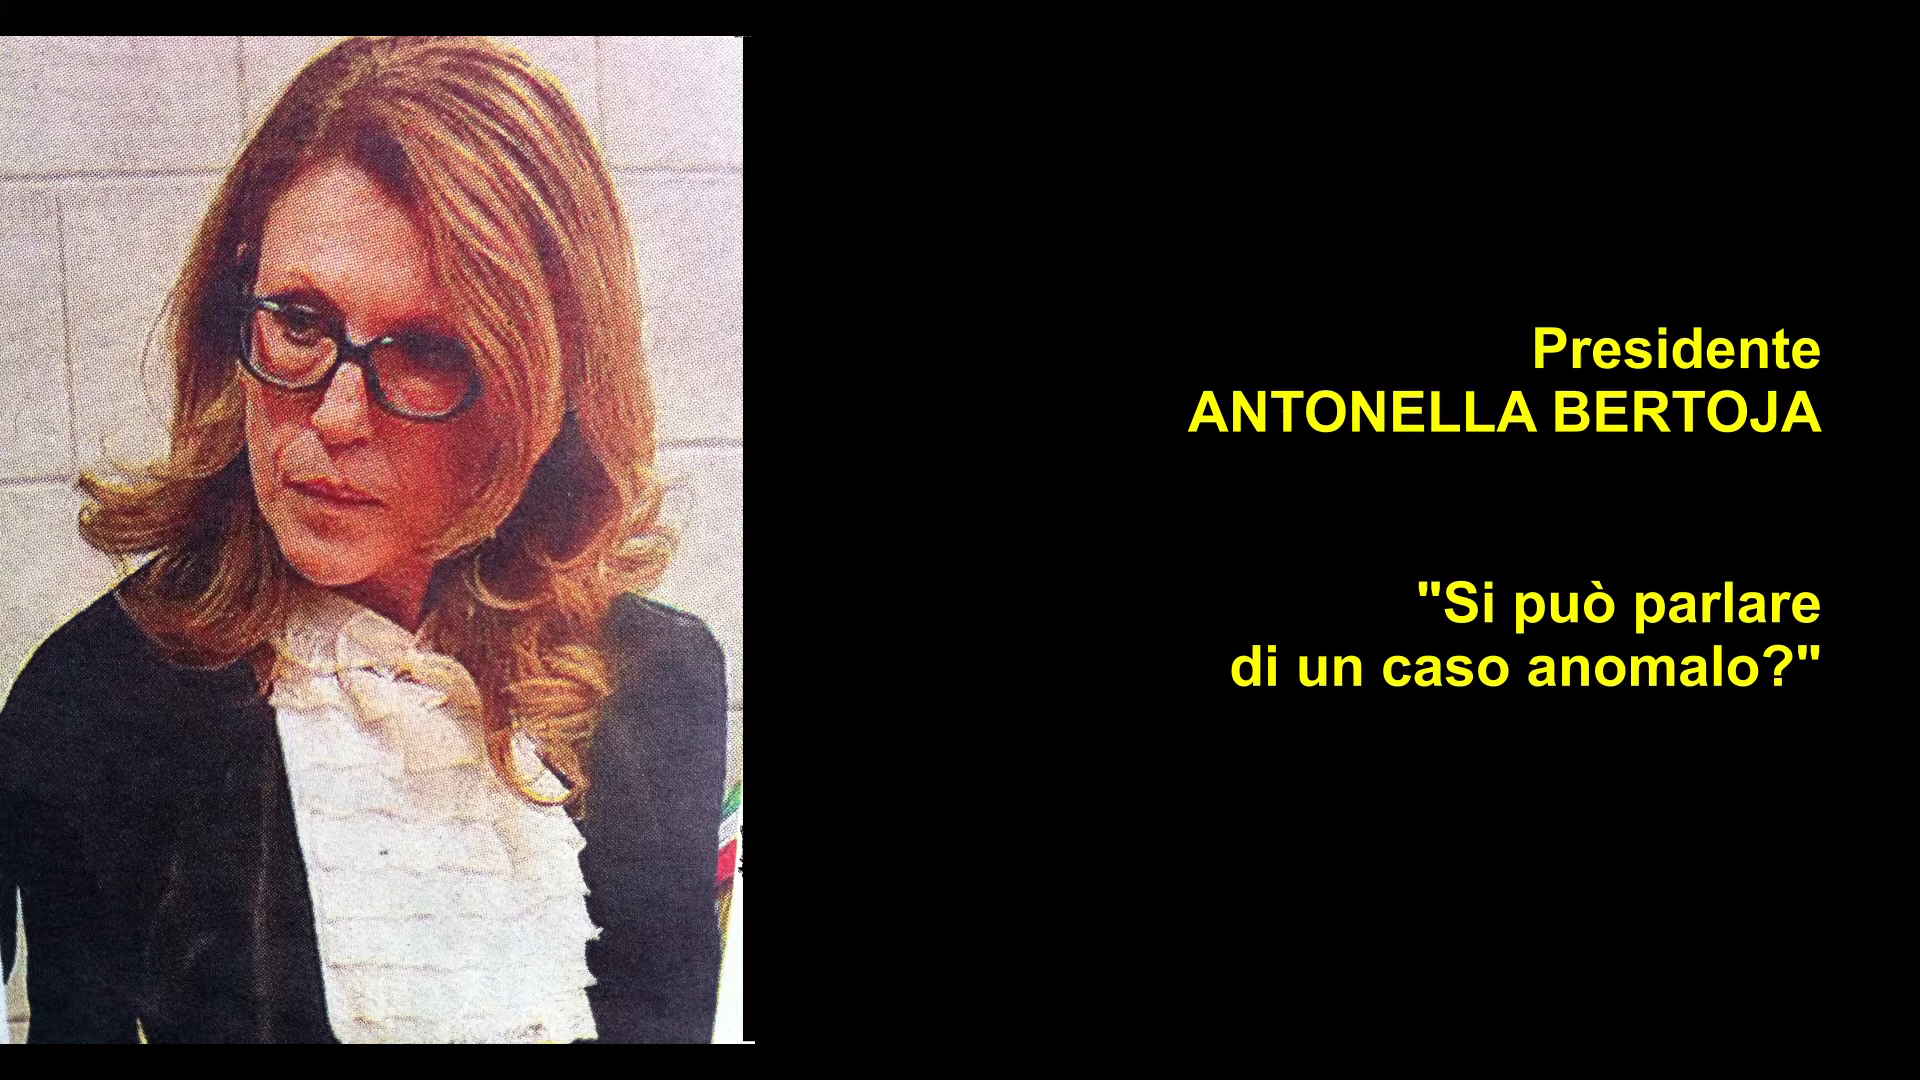 Presidente
ANTONELLA BERTOJA
"Si può parlare
di un caso anomalo?"